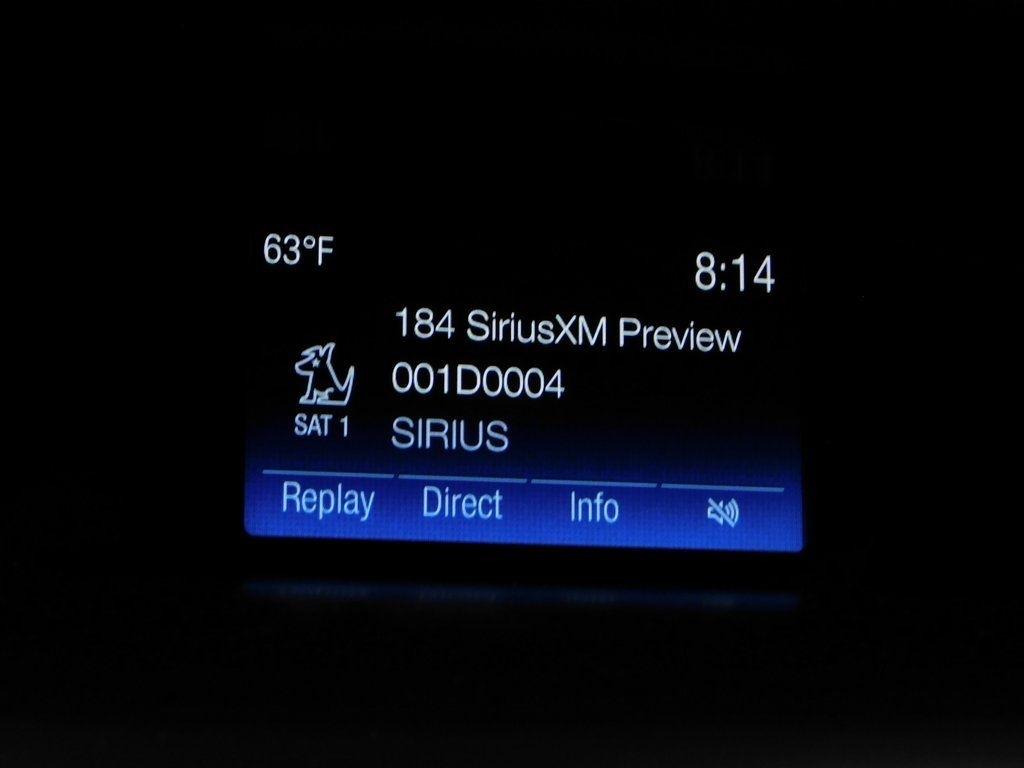 63°F
8:14
184 SiriusXM Preview
001D0004
SAT 1
SIRIUS
Replay Direct Info